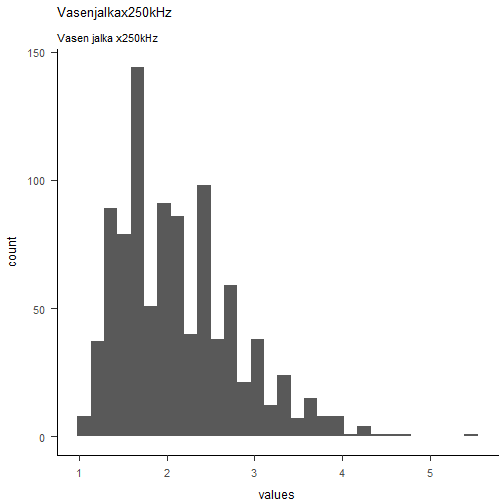 Vasenjalkax250kHz
Vasen jalka x250kHz
150
100
50
0
count
1 2 3 4 5
values